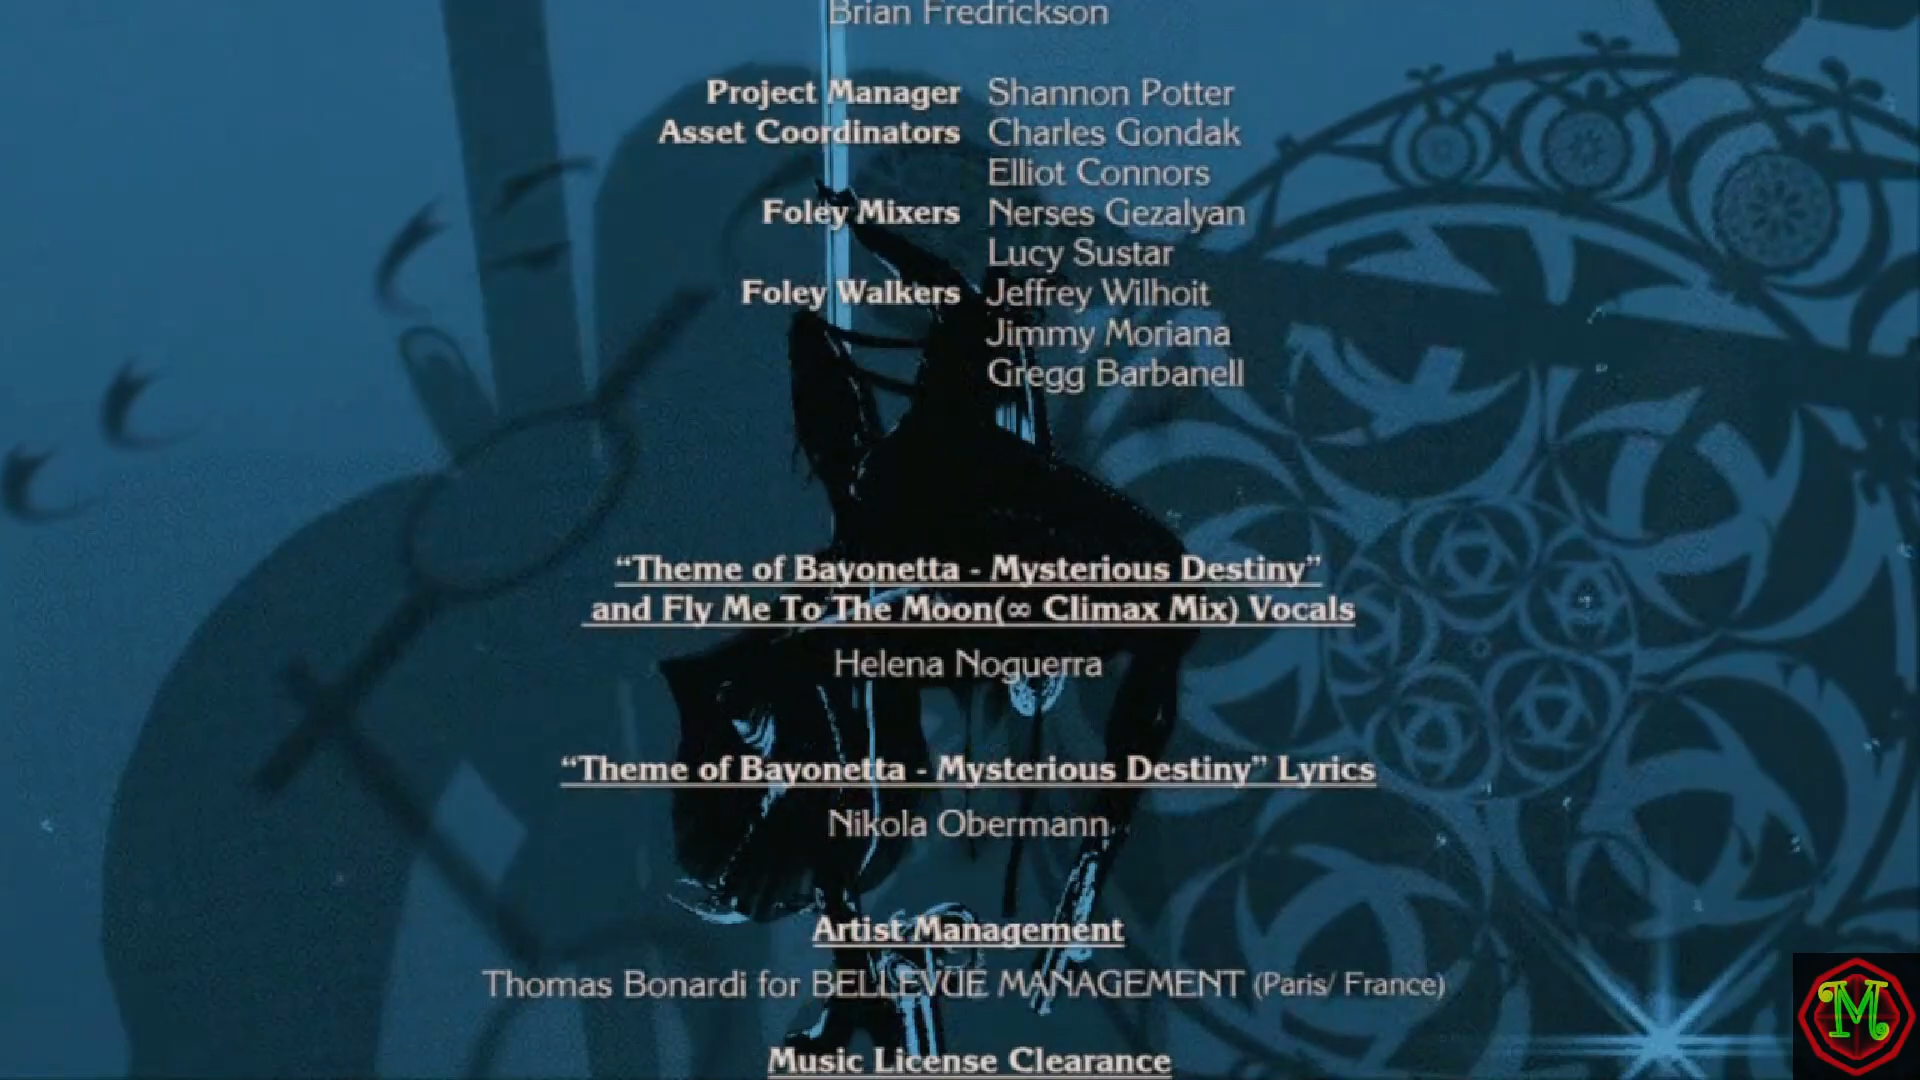 Brian Fredrickson
Project Manager Shannon Potter
Asset Coordinators Charles Gondak
Elliot Connors
Foley Mixers Nerses Gezalyan
Lucy Sustar
Foley Walkers Jeffrey Wilhoit
Jimmy Moriana
Gregg Barbanell
“Theme of Bayonetta - Mysterious Destiny”
and Fly Me To The Moon(∞ Climax Mix) Vocals
Helena Noguerra
“Theme of Bayonetta - Mysterious Destiny” Lyrics
Nikola Obermann
Artist Management
Thomas Bonardi for BELLEVUE MANAGEMENT (Paris/ France)
Music License Clearance
M